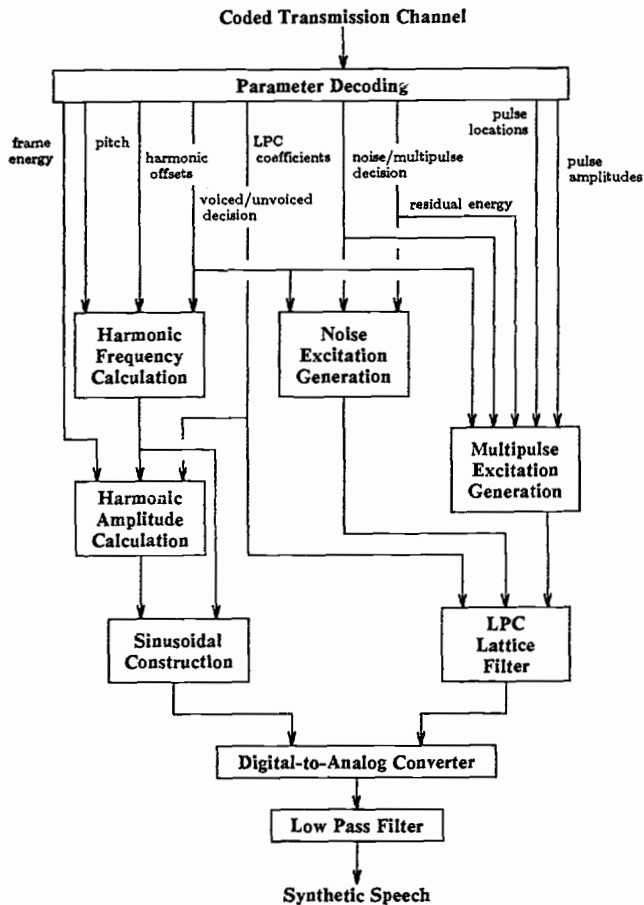 Coded Transmission Channel
Parameter Decoding
frame
energy
pitch
harmonic
offsets
voiced/unvoiced
decision
LPC
coefficients
noise/multipulse
decision
residual energy
pulse
locations
pulse
amplitudes
Harmonic
Frequency
Calculation
Noise
Excitation
Generation
Multipulse
Excitation
Generation
Harmonic
Amplitude
Calculation
Sinusoidal
Construction
LPC
Lattice
Filter
Digital-to-Analog Converter
Low Pass Filter
Synthetic Speech